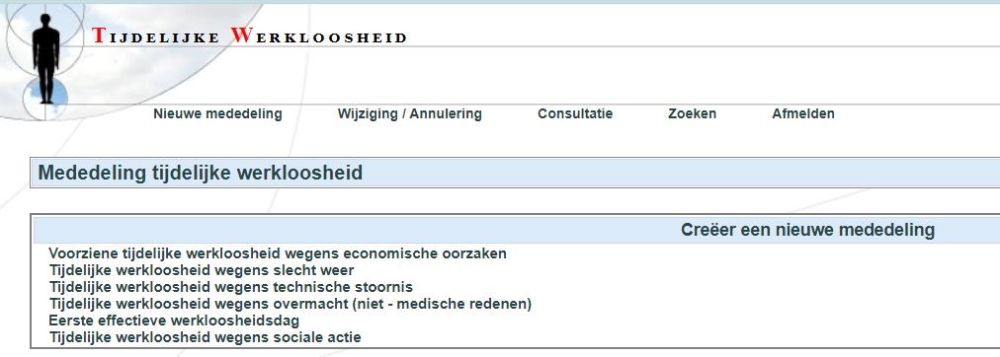 Tijdelijke Werkloosheid
Nieuwe mededeling Wijziging / Annulering Consultatie Zoeken Afmelden
Mededeling tijdelijke werkloosheid
Creëer een nieuwe mededeling
Voorziene tijdelijke werkloosheid wegens economische oorzaken
Tijdelijke werkloosheid wegens slecht weer
Tijdelijke werkloosheid wegens technische stoornis
Tijdelijke werkloosheid wegens overmacht (niet - medische redenen)
Eerste effectieve werkloosheidsdag
Tijdelijke werkloosheid wegens sociale actie